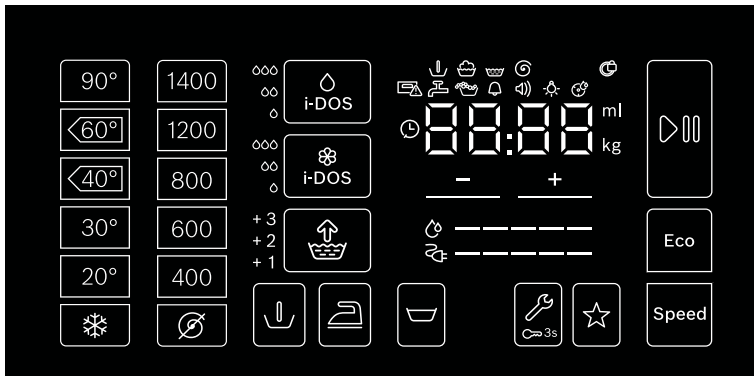 90°
60°
40°
30°
20°
1400
1200
800
600
400
i-DOS
i-DOS
+ 3
+ 2
+ 1
88:88
ml
kg
−
+
3s
Eco
Speed